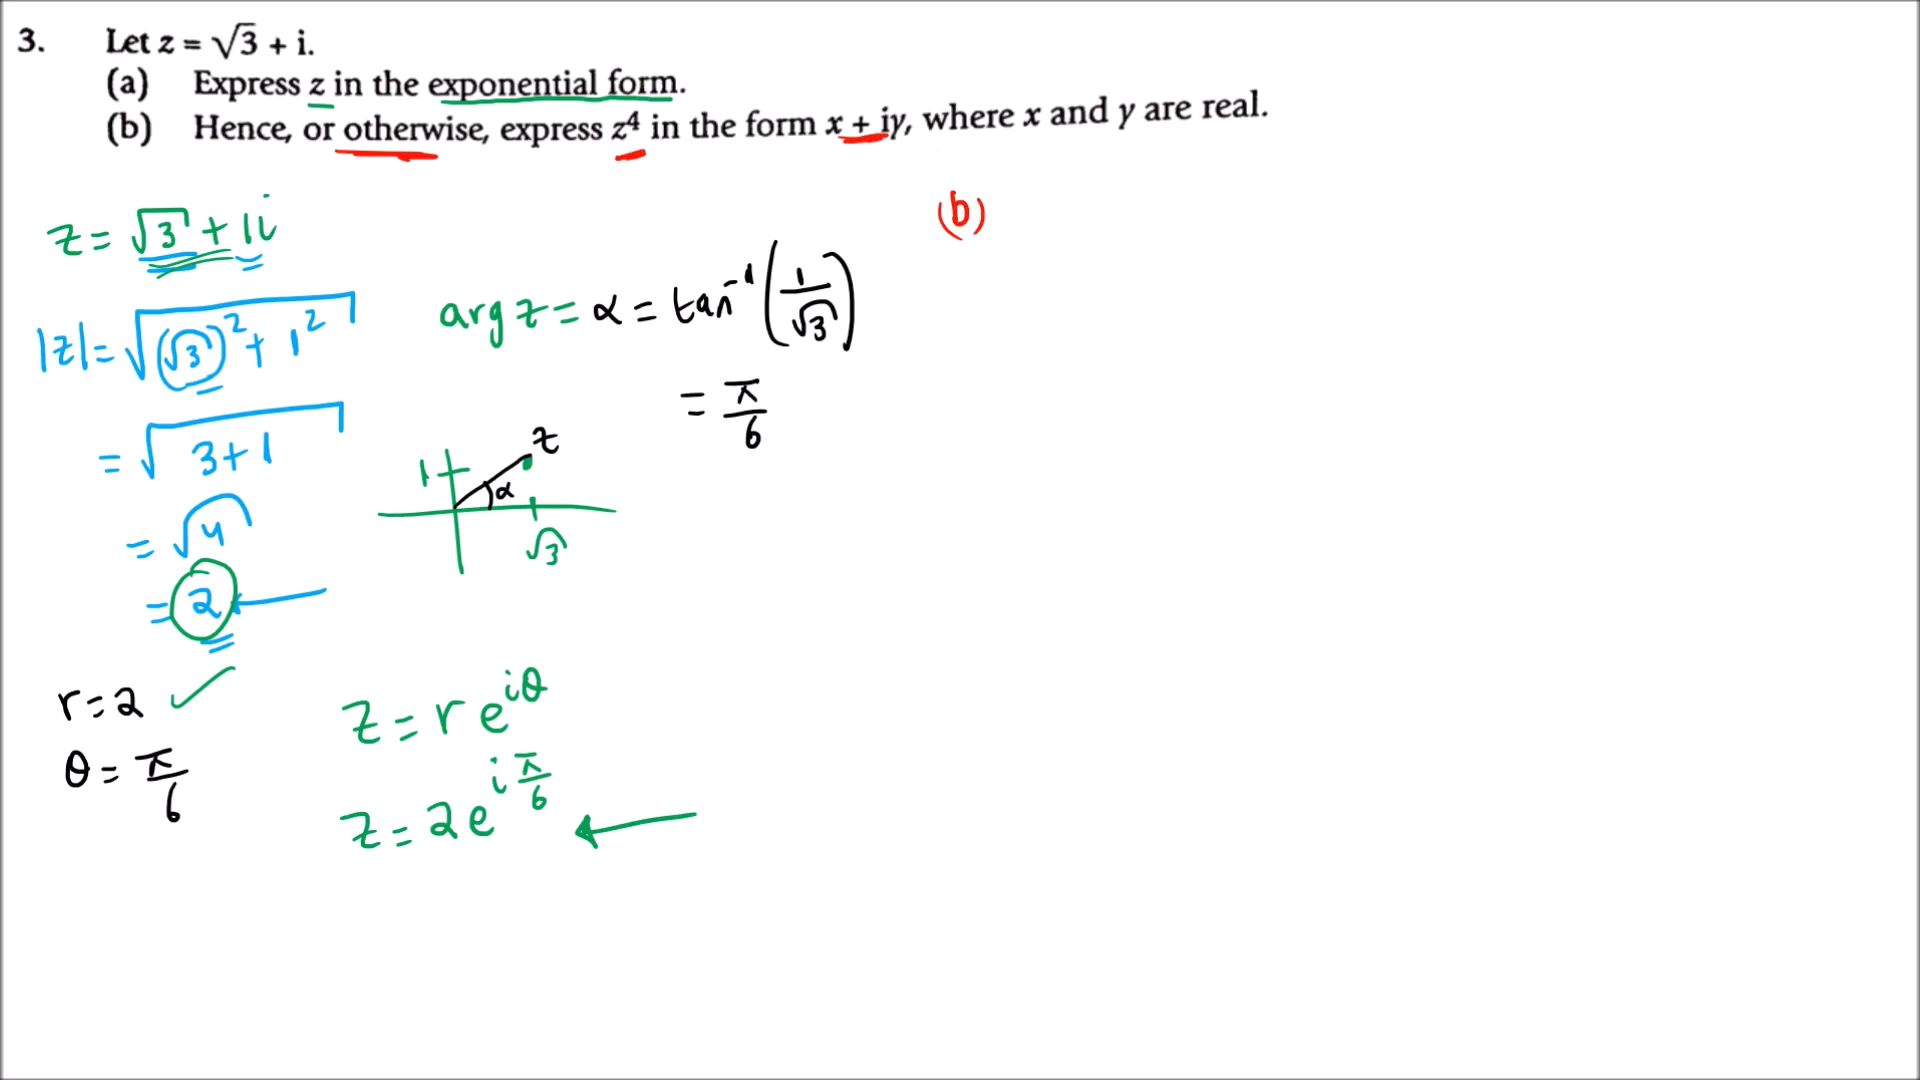 3. Let z = √3 + i.
(a) Express z in the exponential form.
(b) Hence, or otherwise, express z⁴ in the form x + iy, where x and y are real.
z = √3 + 1i
|z| = √((√3)² + 1²)
= √(3+1)
= √4
= 2
r = 2 ✓
θ = π/6
arg z = α = tan⁻¹(1/√3)
= π/6
z
1
α
√3
z = r e^(iθ)
z = 2e^(i π/6)
(b)